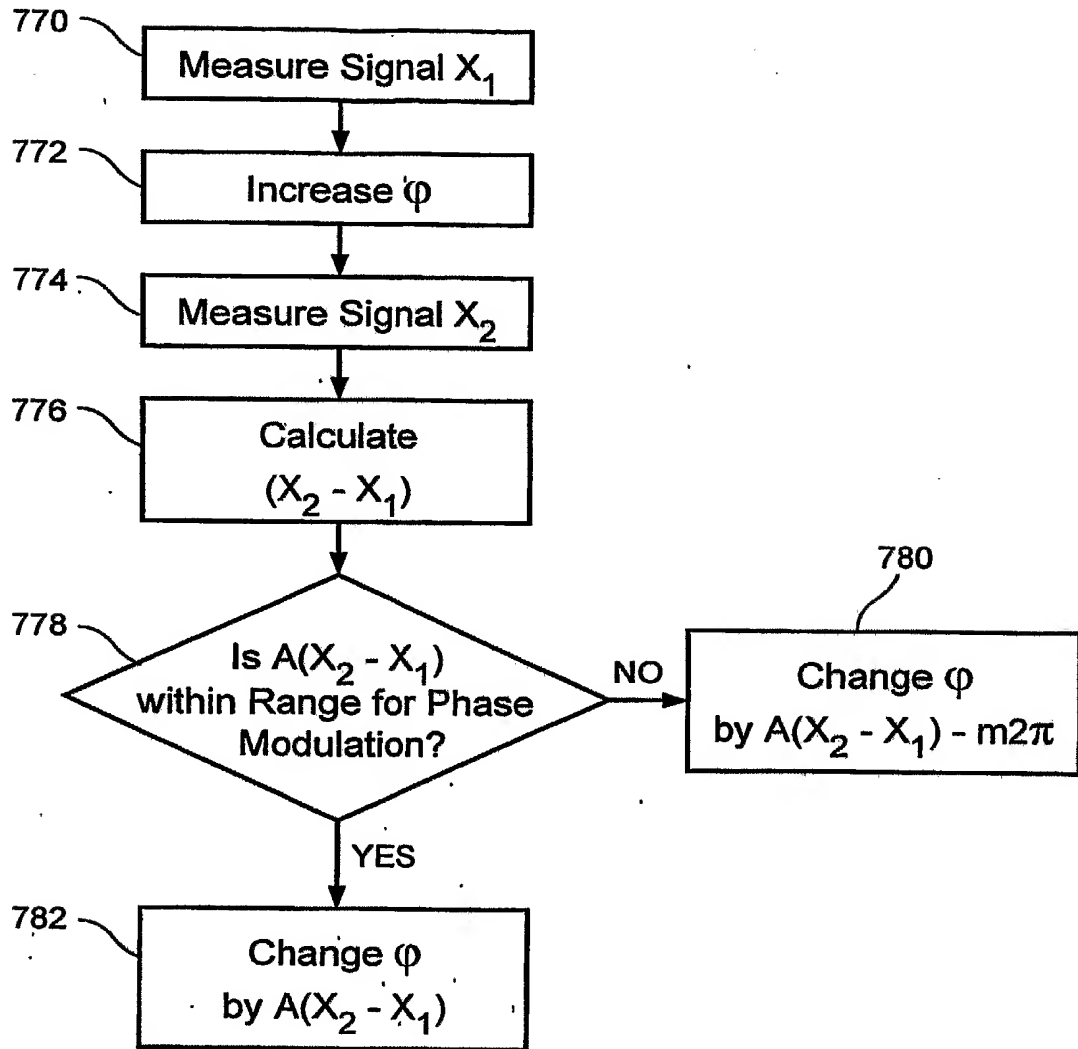 770
Measure Signal X₁
772
Increase φ
774
Measure Signal X₂
776
Calculate
(X₂ - X₁)
778
Is A(X₂ - X₁)
within Range for Phase
Modulation?
NO
780
Change φ
by A(X₂ - X₁) - m2π
YES
782
Change φ
by A(X₂ - X₁)